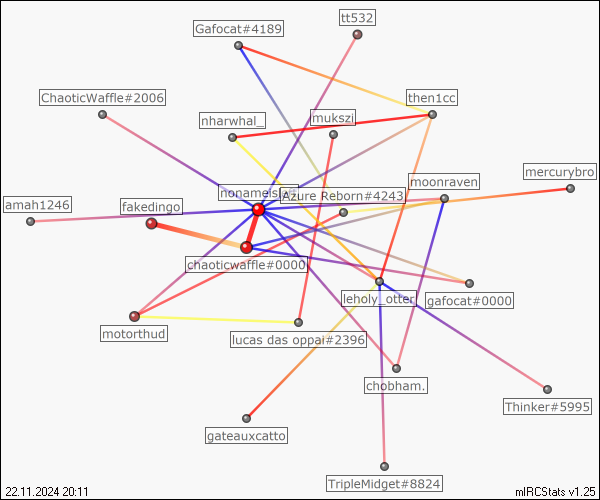 tt532
Gafocat#4189
ChaoticWaffle#2006
then1cc
nharwhal_
mukszi
mercurybro
moonraven
Azure Reborn#4243
amah1246
fakedingo
chaoticwaffle#0000
leholy_otter
gafocat#0000
motorthud
lucas das oppai#2396
chobham.
Thinker#5995
gateauxcatto
TripleMidget#8824
22.11.2024 20:11
mIRCStats v1.25